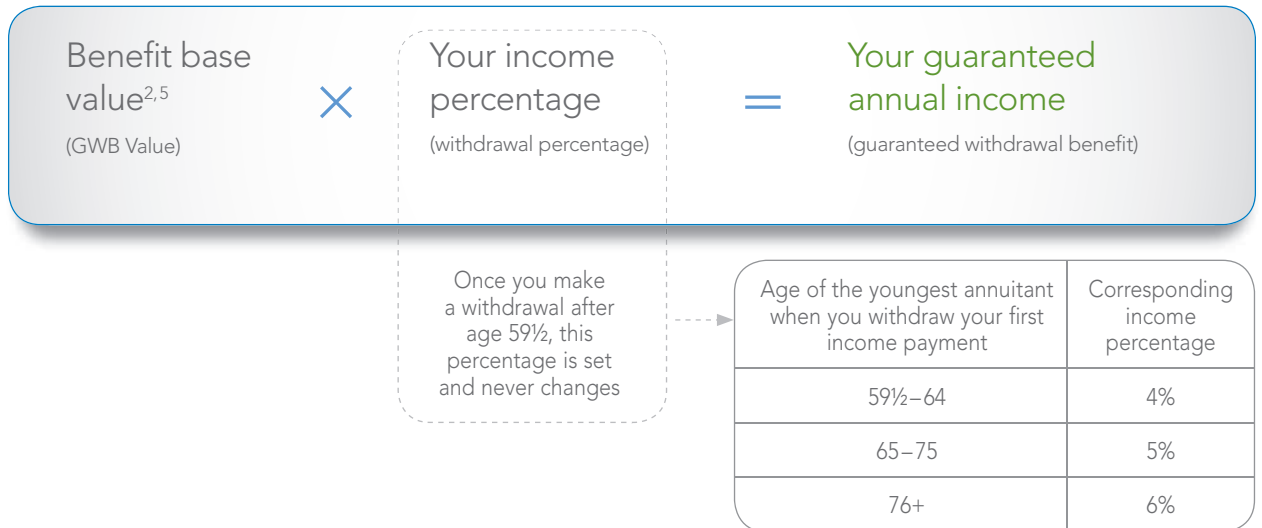 Benefit base
value2,5
(GWB Value)
×
Your income
percentage
(withdrawal percentage)
=
Your guaranteed
annual income
(guaranteed withdrawal benefit)
Once you make
a withdrawal after
age 59½, this
percentage is set
and never changes
Age of the youngest annuitant
when you withdraw your first
income payment
Corresponding
income
percentage
59½–64
4%
65–75
5%
76+
6%